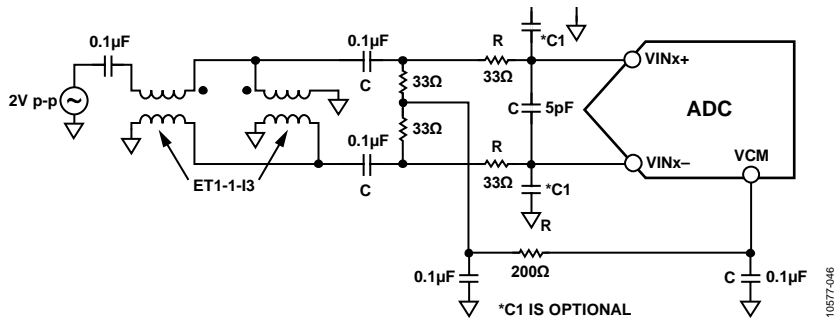 0.1µF
2V p-p
ET1-1-I3
0.1µF
C
33Ω
33Ω
C
0.1µF
R
33Ω
*C1
C 5pF
R
33Ω
*C1
R
VINx+
ADC
VINx–
VCM
0.1µF
200Ω
C 0.1µF
*C1 IS OPTIONAL
10577-046